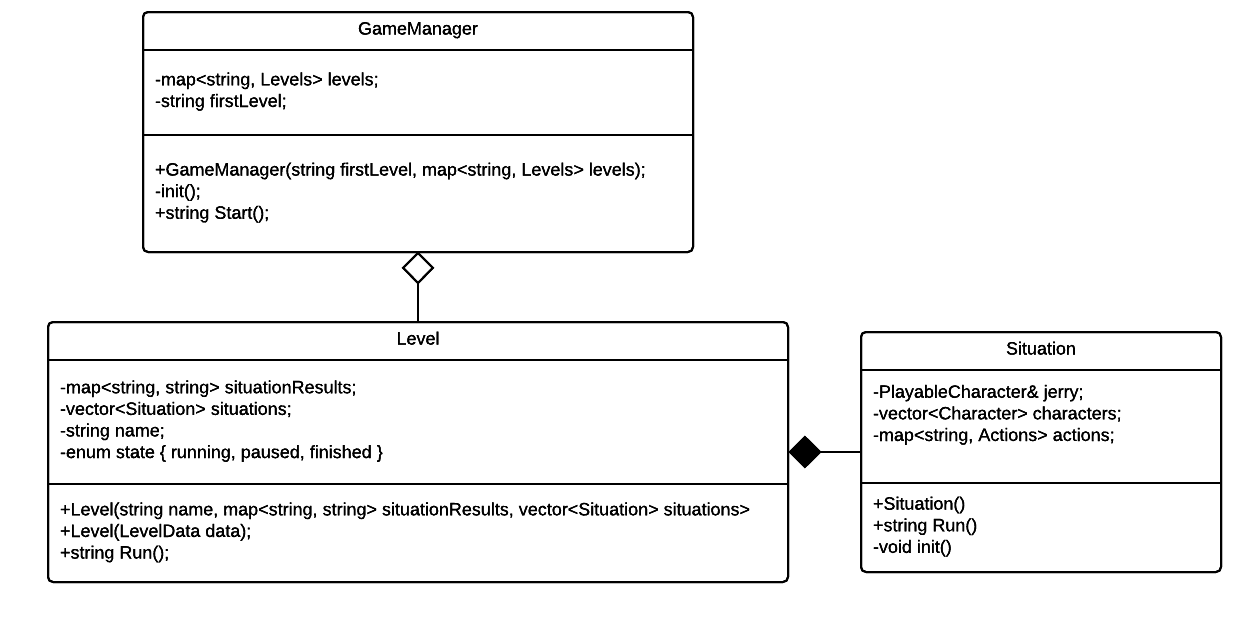 GameManager
-map<string, Levels> levels;
-string firstLevel;
+GameManager(string firstLevel, map<string, Levels> levels);
-init();
+string Start();
Level
-map<string, string> situationResults;
-vector<Situation> situations;
-string name;
-enum state { running, paused, finished }
+Level(string name, map<string, string> situationResults, vector<Situation> situations>
+Level(LevelData data);
+string Run();
Situation
-PlayableCharacter& jerry;
-vector<Character> characters;
-map<string, Actions> actions;
+Situation()
+string Run()
-void init()